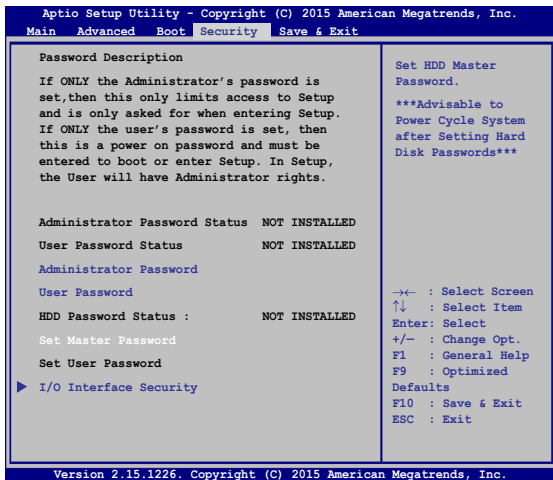 Aptio Setup Utility - Copyright (C) 2015 American Megatrends, Inc.
Main Advanced Boot Security Save & Exit
Password Description
If ONLY the Administrator's password is
set,then this only limits access to Setup
and is only asked for when entering Setup.
If ONLY the user's password is set, then
this is a power on password and must be
entered to boot or enter Setup. In Setup,
the User will have Administrator rights.
Administrator Password Status NOT INSTALLED
User Password Status NOT INSTALLED
Administrator Password
User Password
HDD Password Status : NOT INSTALLED
Set Master Password
Set User Password
I/O Interface Security
Set HDD Master
Password.
***Advisable to
Power Cycle System
after Setting Hard
Disk Passwords***
→← : Select Screen
↑↓ : Select Item
Enter: Select
+/− : Change Opt.
F1 : General Help
F9 : Optimized
Defaults
F10 : Save & Exit
ESC : Exit
Version 2.15.1226. Copyright (C) 2015 American Megatrends, Inc.